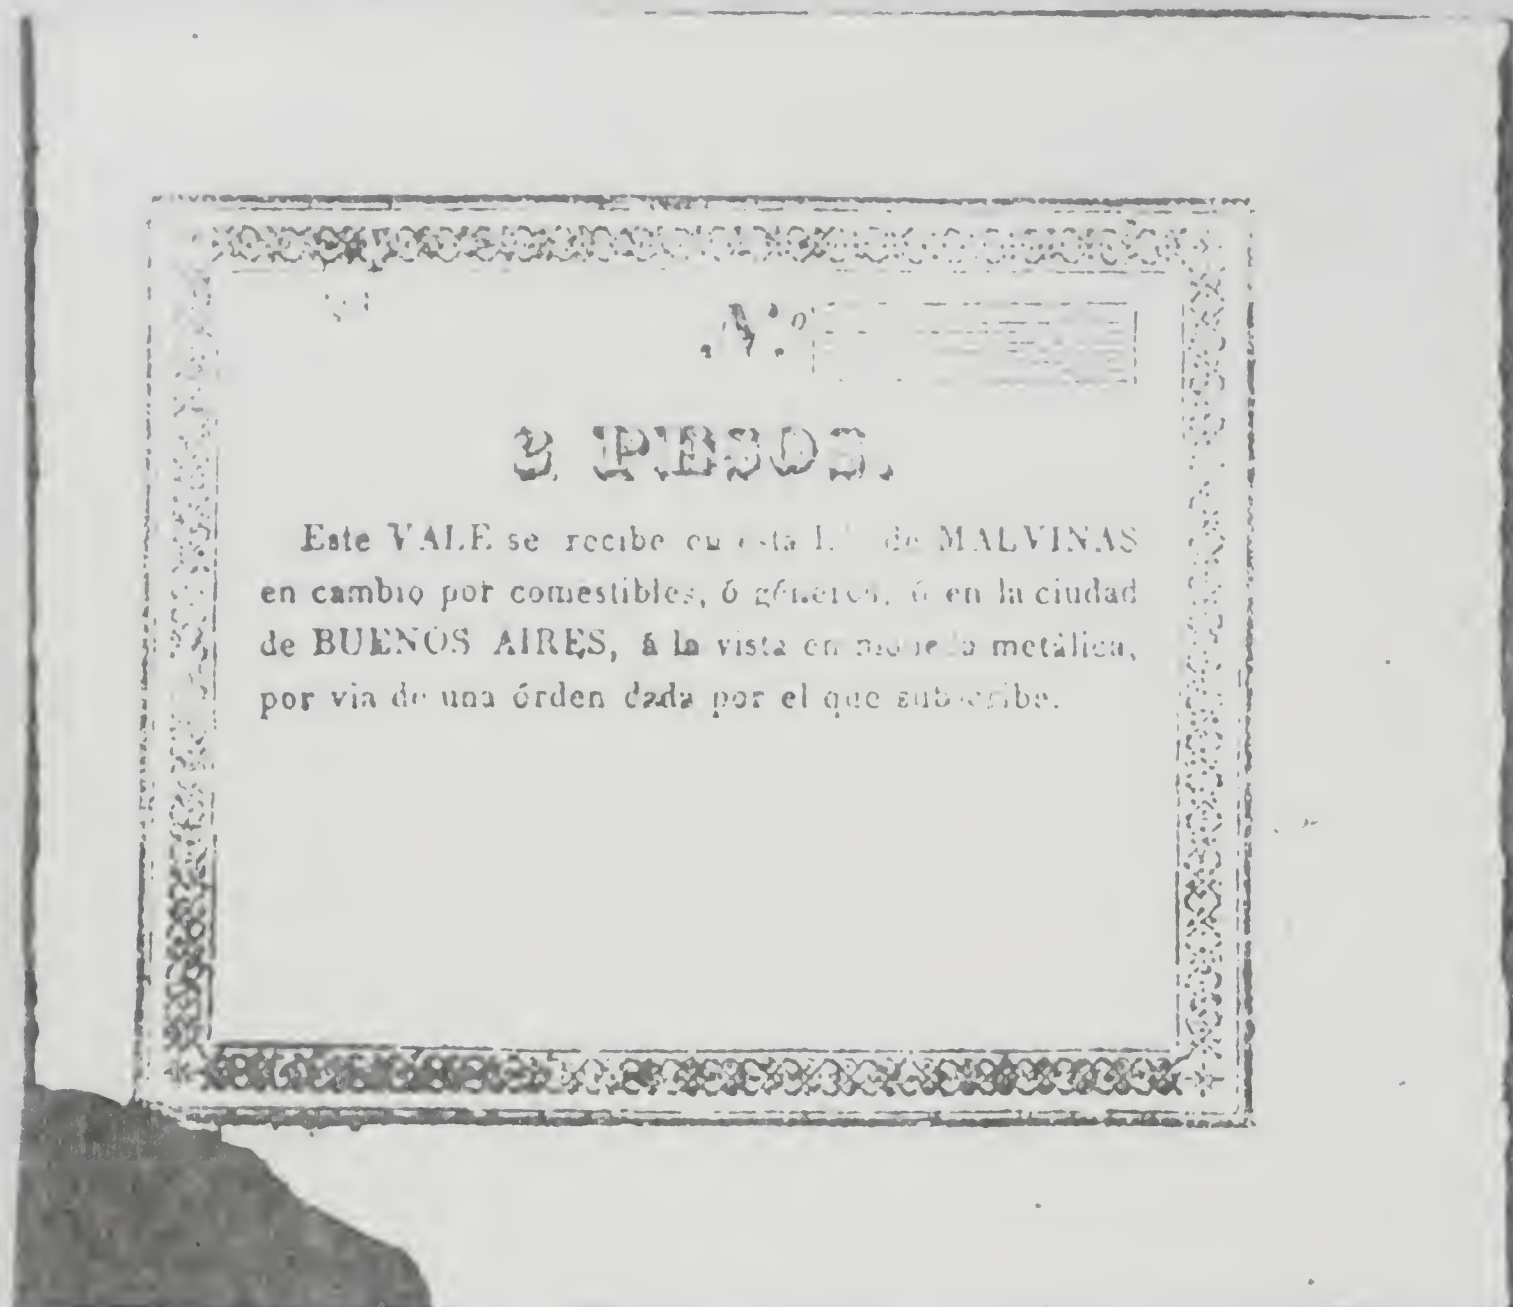 N.º
PESOS.
Este VALE se recibe en esta de MALVINAS
en cambio por comestibles, ó géneros, ó en la ciudad
de BUENOS AIRES, á la vista en moneda metálica,
por via de una órden dada por el que subscribe.